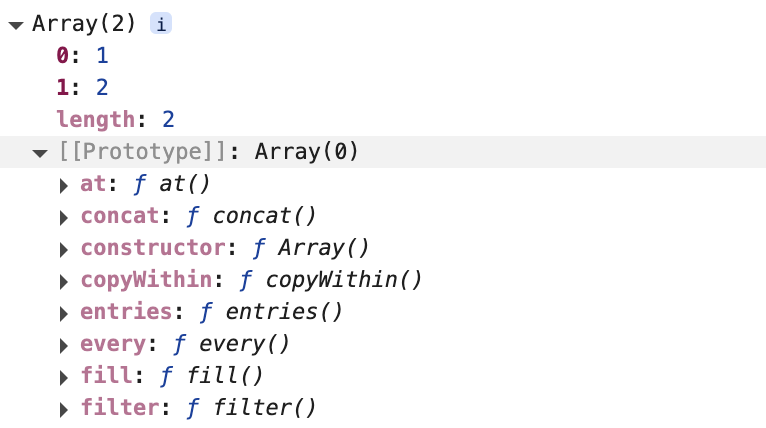 Array(2) i
0: 1
1: 2
length: 2
[[Prototype]]: Array(0)
at: ƒ at()
concat: ƒ concat()
constructor: ƒ Array()
copyWithin: ƒ copyWithin()
entries: ƒ entries()
every: ƒ every()
fill: ƒ fill()
filter: ƒ filter()